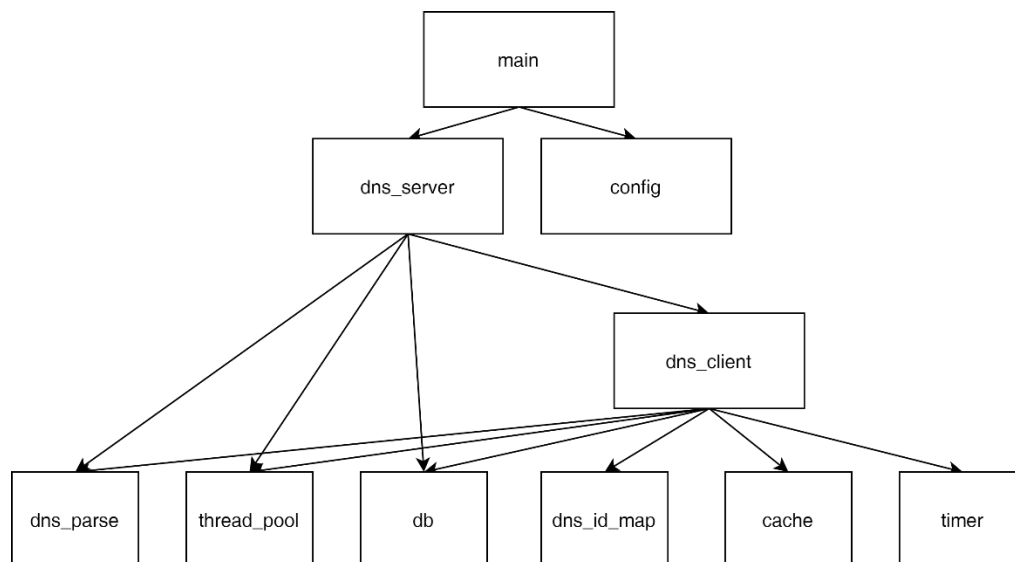 main
dns_server
config
dns_client
dns_parse
thread_pool
db
dns_id_map
cache
timer